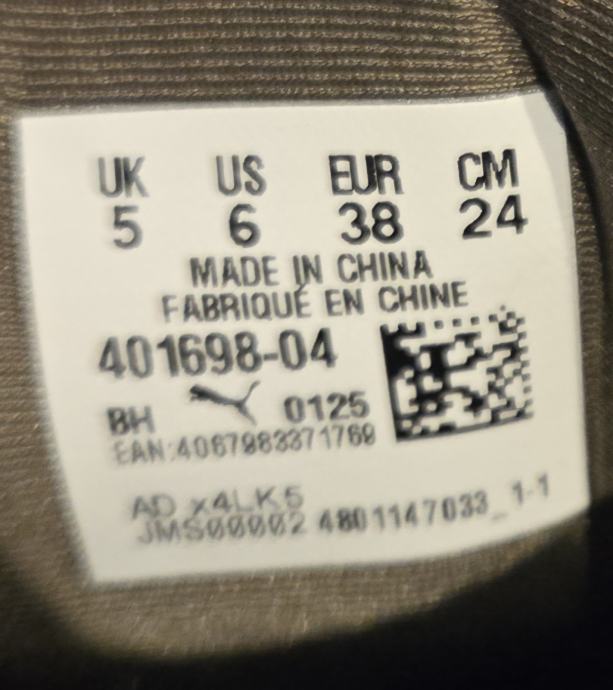 UK US EUR CM
5 6 38 24
MADE IN CHINA
FABRIQUÉ EN CHINE
401698-04
BH 0125
EAN:4067983371769
AD x4LK5
JMS00002 4801147033_1-1